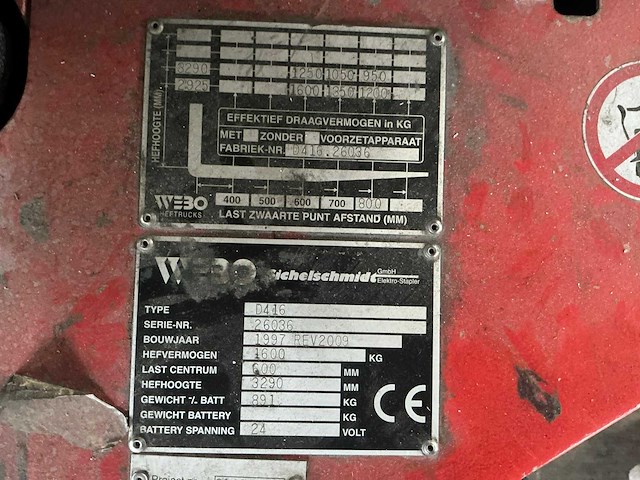 3290 1250 1050 950
2925 1600 1350 1200
HEFHOOGTE (MM)
EFFEKTIEF DRAAGVERMOGEN in KG
MET ZONDER VOORZETAPPARAAT
FABRIEK-NR. D416.26036
WEBO
HEFTRUCKS
400 500 600 700 800
LAST ZWAARTE PUNT AFSTAND (MM)
WEBO Eichelschmidt GmbH
Elektro-Stapler
TYPE D416
SERIE-NR. 26036
BOUWJAAR 1997 REV2009
HEFVERMOGEN 1600 KG
LAST CENTRUM 600 MM
HEFHOOGTE 3290 MM
GEWICHT -/. BATT 891 KG
GEWICHT BATTERY KG
BATTERY SPANNING 24 VOLT
CE